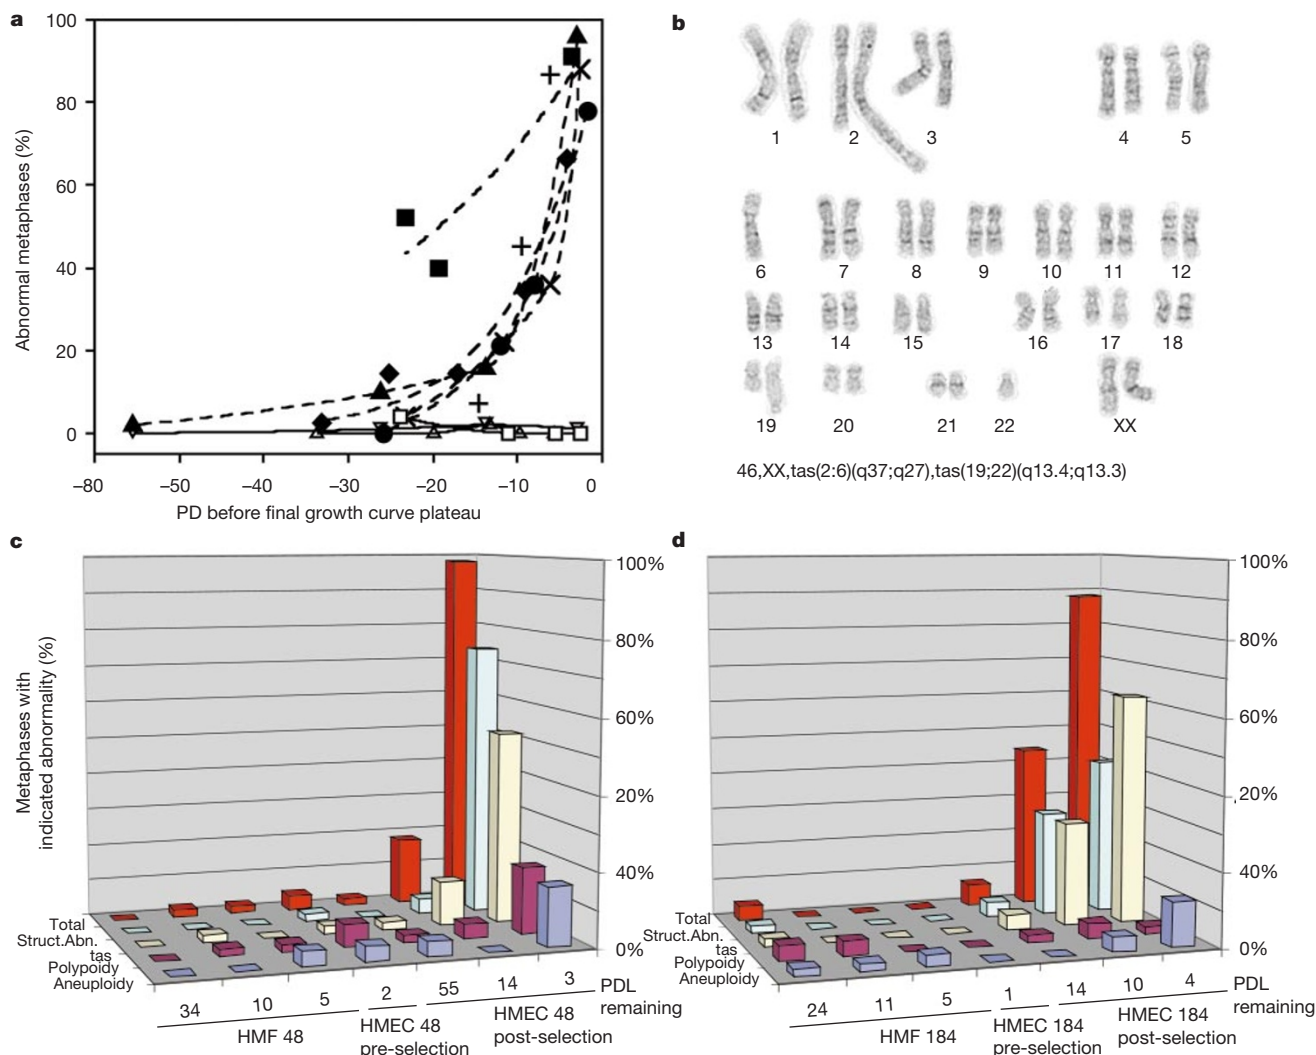 a
100
80
60
40
20
0
Abnormal metaphases (%)
–80
–50
–30
–20
–10
0
PD before final growth curve plateau
b
1
2
3
4
5
6
7
8
9
10
11
12
13
14
15
16
17
18
19
20
21
22
XX
46,XX,tas(2:6)(q37;q27),tas(19;22)(q13.4;q13.3)
c
100%
80%
60%
20%
40%
0%
Metaphases with
indicated abnormality (%)
Total
Struct.Abn.
tas
Polypoidy
Aneuploidy
34
10
5
2
55
14
3
PDL
remaining
HMF 48
HMEC 48
pre-selection
HMEC 48
post-selection
d
100%
80%
60%
20%
40%
0%
Total
Struct.Abn.
tas
Polypoidy
Aneuploidy
24
11
5
1
14
10
4
PDL
remaining
HMF 184
HMEC 184
pre-selection
HMEC 184
post-selection